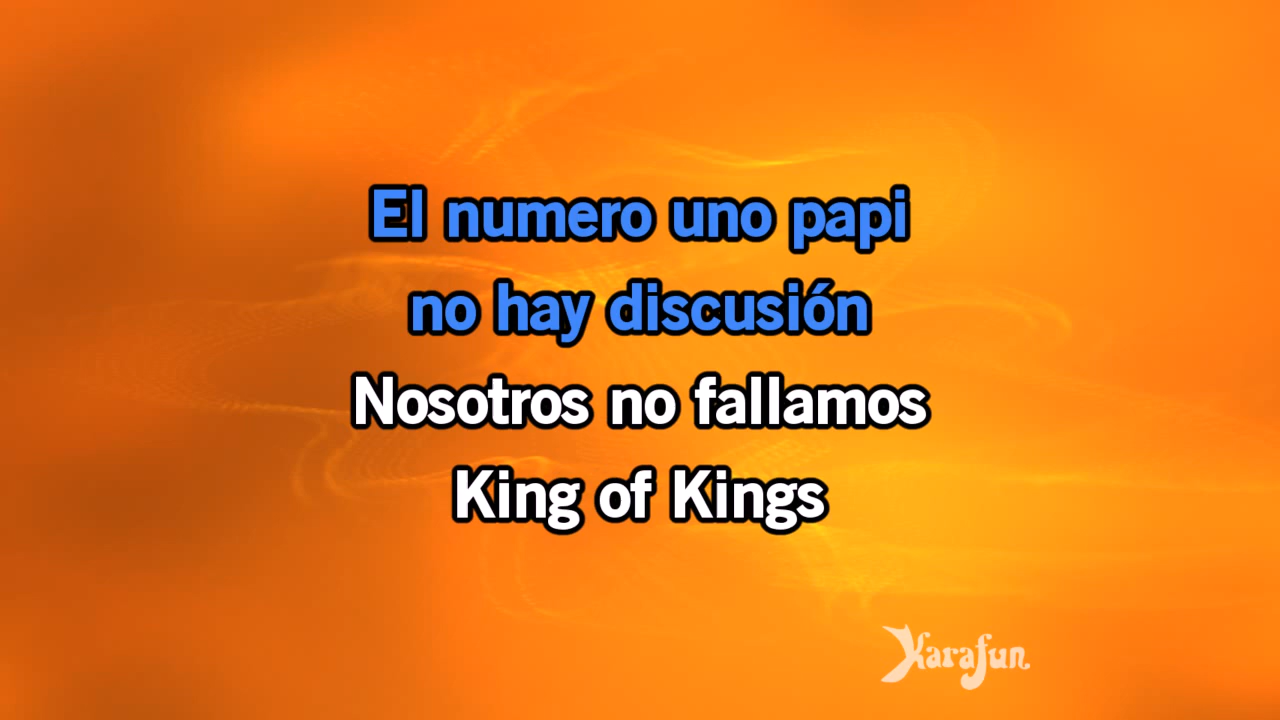 El numero uno papi
no hay discusión
Nosotros no fallamos
King of Kings
Karafun